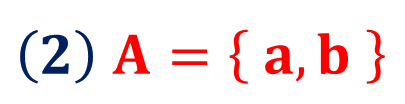 (2) A = { a, b }